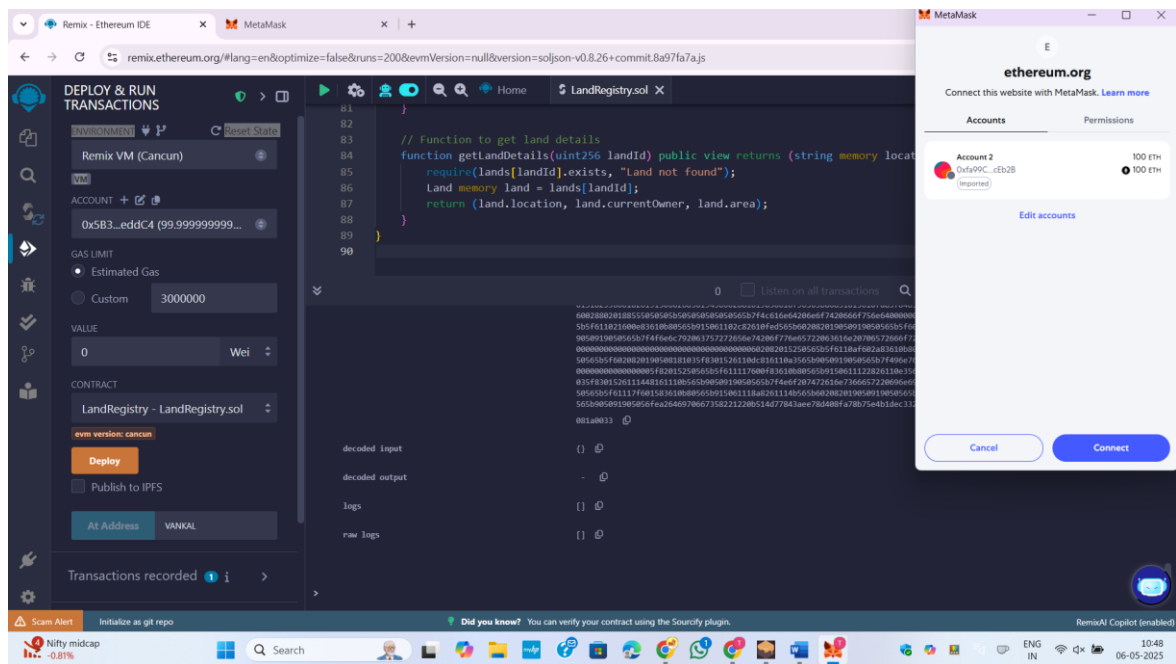 Remix - Ethereum IDE
MetaMask
remix.ethereum.org/#lang=en&optimize=false&runs=200&evmVersion=null&version=soljson-v0.8.26+commit.8a97fa7a.js
DEPLOY & RUN
TRANSACTIONS
ENVIRONMENT
Reset State
Remix VM (Cancun)
VM
ACCOUNT
0x5B3...eddC4 (99.999999999...
GAS LIMIT
Estimated Gas
Custom 3000000
VALUE
0 Wei
CONTRACT
LandRegistry - LandRegistry.sol
evm version: cancun
Deploy
Publish to IPFS
At Address VANKAL
Transactions recorded 1 i
Home
LandRegistry.sol
81 }
82
83 // Function to get land details
84 function getLandDetails(uint256 landId) public view returns (string memory locat
85 require(lands[landId].exists, "Land not found");
86 Land memory land = lands[landId];
87 return (land.location, land.currentOwner, land.area);
88 }
89 }
90
0 Listen on all transactions
081a0033
decoded input {}
decoded output -
logs []
raw logs []
MetaMask
E
ethereum.org
Connect this website with MetaMask. Learn more
Accounts Permissions
Account 2 100 ETH
0xfa99C...cEb2B 100 ETH
Imported
Edit accounts
Cancel Connect
Scam Alert
Initialize as git repo
Did you know? You can verify your contract using the Sourcify plugin.
RemixAI Copilot (enabled)
4
Nifty midcap
-0.81%
Search
ENG
IN
10:48
06-05-2025